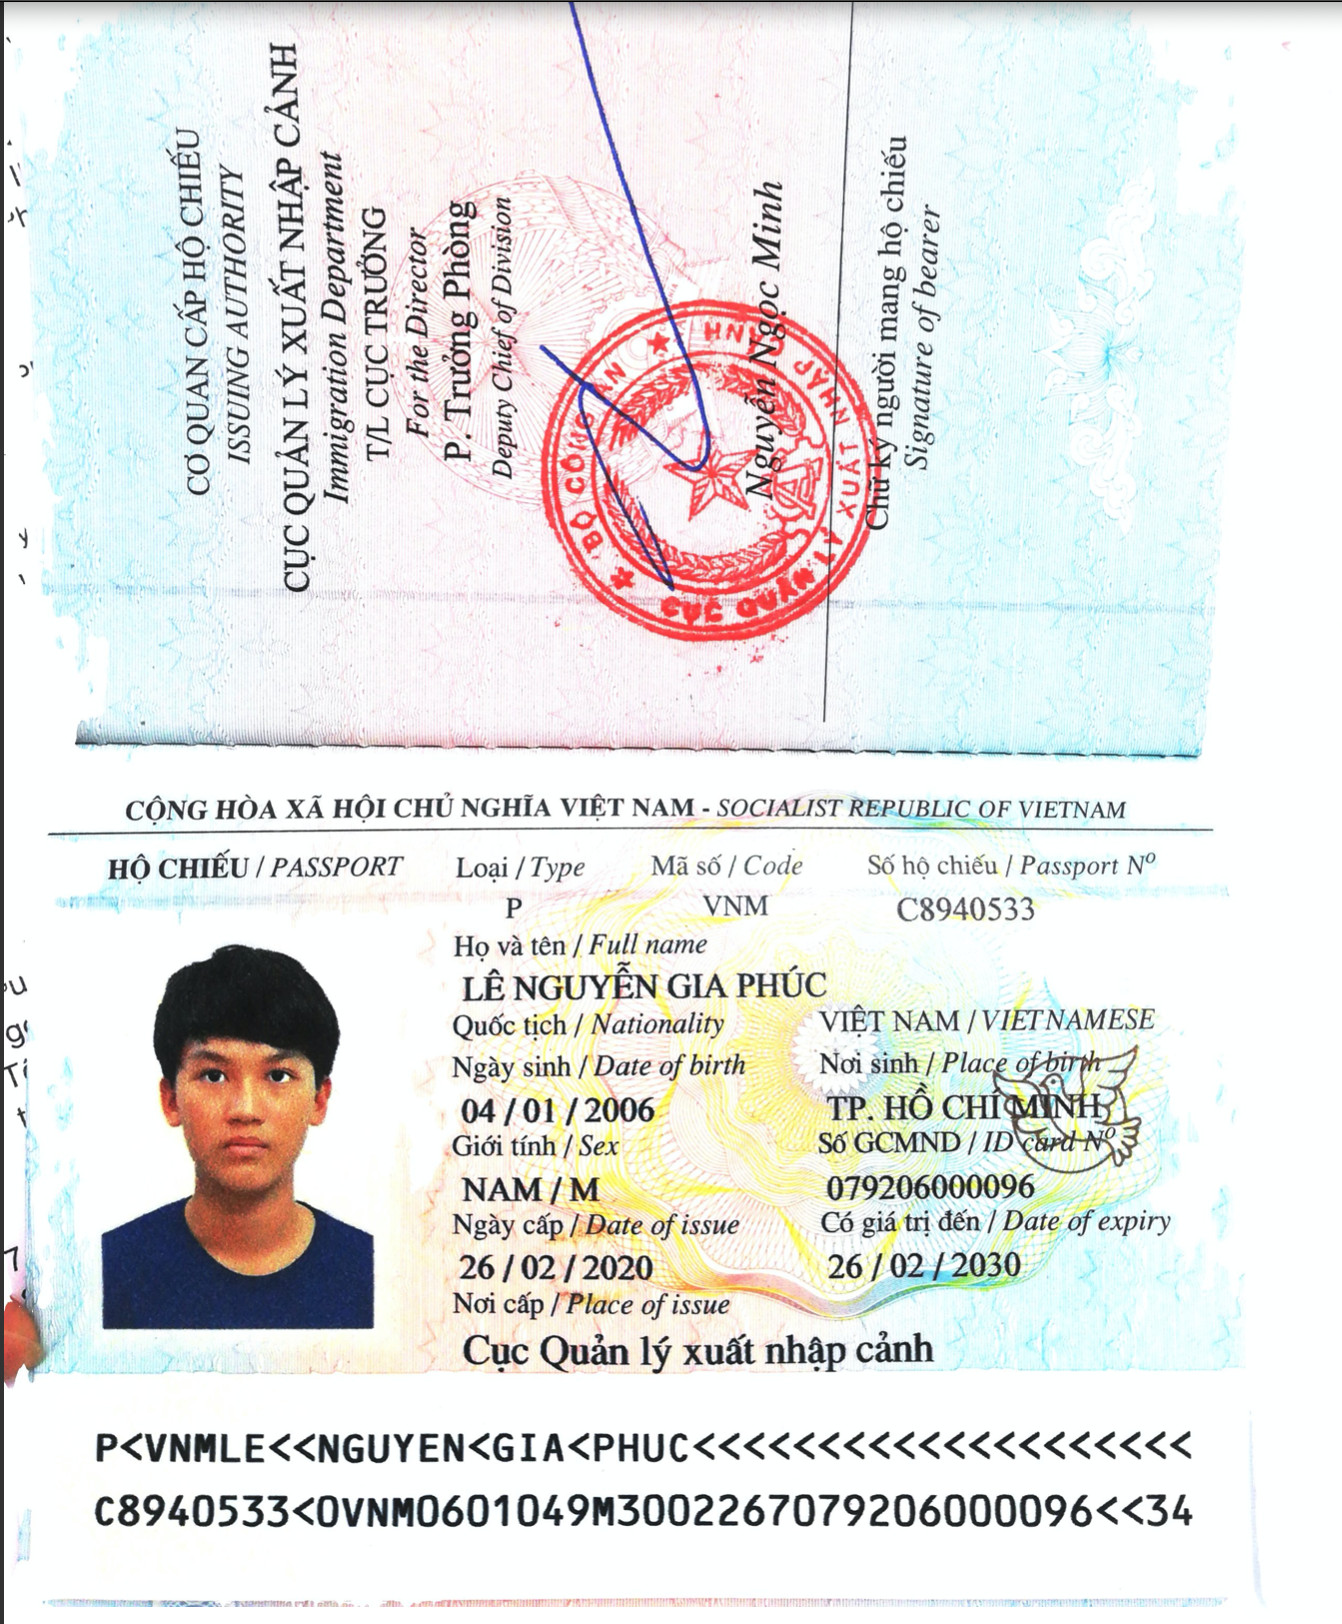 CƠ QUAN CẤP HỘ CHIẾU
ISSUING AUTHORITY
CỤC QUẢN LÝ XUẤT NHẬP CẢNH
Immigration Department
T/L CỤC TRƯỞNG
For the Director
P. Trưởng Phòng
Deputy Chief of Division
BỘ CÔNG AN
CỤC QUẢN LÝ XUẤT NHẬP CẢNH
Nguyễn Ngọc Minh
Chữ ký người mang hộ chiếu
Signature of bearer
CỘNG HÒA XÃ HỘI CHỦ NGHĨA VIỆT NAM - SOCIALIST REPUBLIC OF VIETNAM
HỘ CHIẾU / PASSPORT Loại / Type Mã số / Code Số hộ chiếu / Passport Nº
P VNM C8940533
Họ và tên / Full name
LÊ NGUYỄN GIA PHÚC
Quốc tịch / Nationality VIỆT NAM / VIETNAMESE
Ngày sinh / Date of birth Nơi sinh / Place of birth
04 / 01 / 2006 TP. HỒ CHÍ MINH
Giới tính / Sex Số GCMND / ID card Nº
NAM / M 079206000096
Ngày cấp / Date of issue Có giá trị đến / Date of expiry
26 / 02 / 2020 26 / 02 / 2030
Nơi cấp / Place of issue
Cục Quản lý xuất nhập cảnh
P<VNMLE<<NGUYEN<GIA<PHUC<<<<<<<<<<<<<<<<<<<<
C8940533<0VNM0601049M3002267079206000096<<34